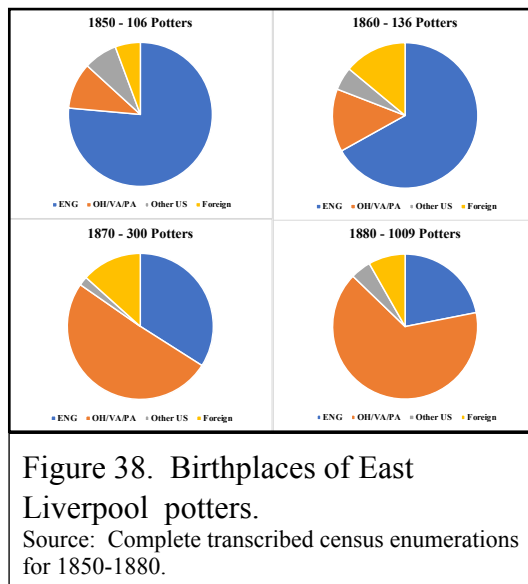 1850 - 106 Potters
ENG OH/VA/PA Other US Foreign
1860 - 136 Potters
ENG OH/VA/PA Other US Foreign
1870 - 300 Potters
ENG OH/VA/PA Other US Foreign
1880 - 1009 Potters
ENG OH/VA/PA Other US Foreign
Figure 38. Birthplaces of East
Liverpool potters.
Source: Complete transcribed census enumerations
for 1850-1880.